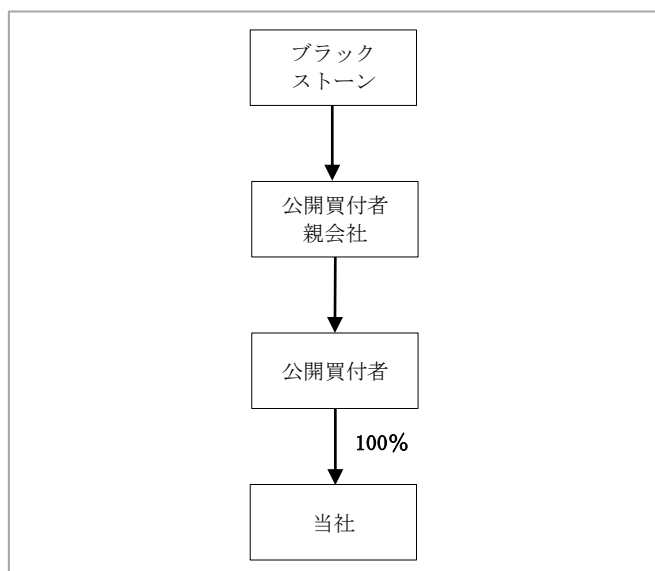 ブラック
ストーン
公開買付者
親会社
公開買付者
100%
当社